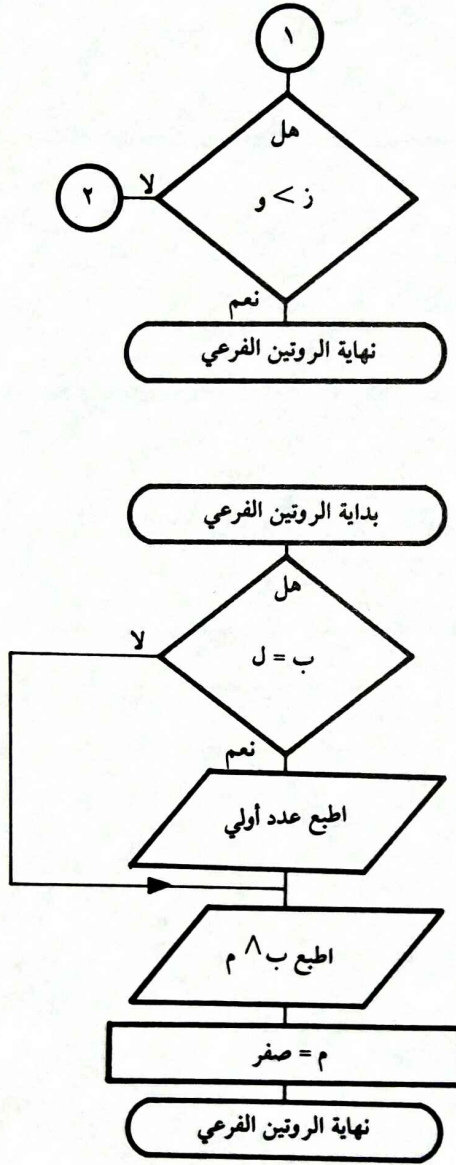 ١
هل
ز > و
لا
٢
نعم
نهاية الروتين الفرعي
بداية الروتين الفرعي
هل
لا
ب = ل
نعم
اطبع عدد أولي
اطبع ب ^ م
م = صفر
نهاية الروتين الفرعي